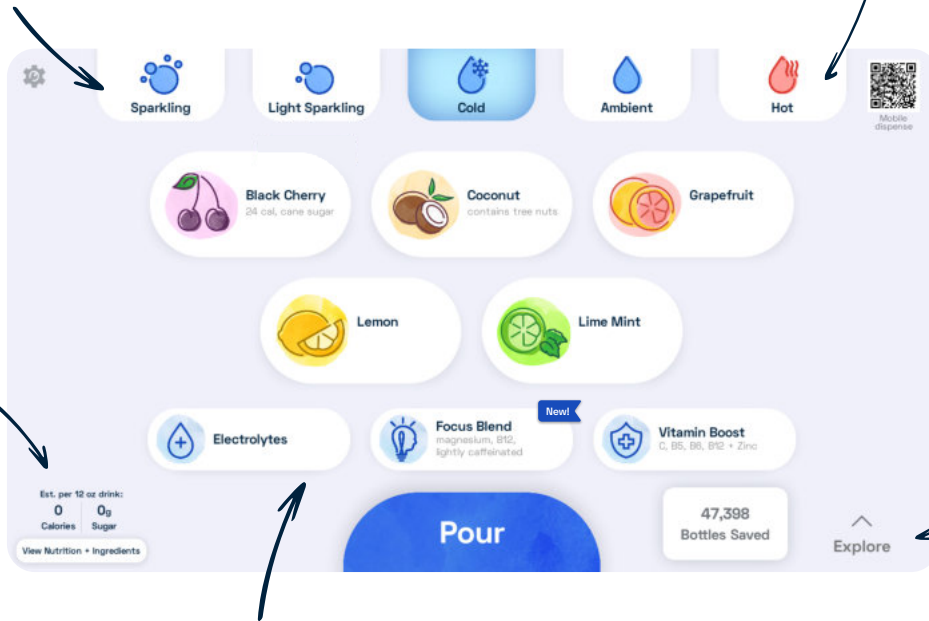 Sparkling
Light Sparkling
Cold
Ambient
Hot
Mobile
dispense
Black Cherry
24 cal, cane sugar
Coconut
contains tree nuts
Grapefruit
Lemon
Lime Mint
Electrolytes
New!
Focus Blend
magnesium, B12,
lightly caffeinated
Vitamin Boost
C, B5, B6, B12 + Zinc
Est. per 12 oz drink:
0
Calories
0g
Sugar
View Nutrition + Ingredients
Pour
47,398
Bottles Saved
Explore